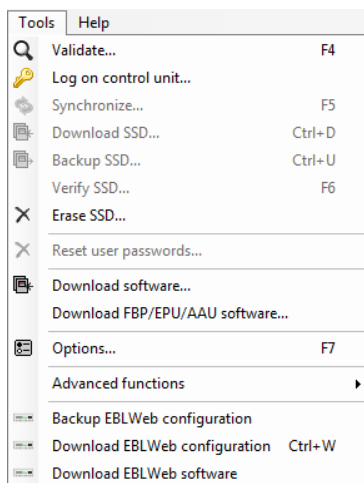 Tools Help
Validate... F4
Log on control unit...
Synchronize... F5
Download SSD... Ctrl+D
Backup SSD... Ctrl+U
Verify SSD... F6
Erase SSD...
Reset user passwords...
Download software...
Download FBP/EPU/AAU software...
Options... F7
Advanced functions
Backup EBLWeb configuration
Download EBLWeb configuration Ctrl+W
Download EBLWeb software